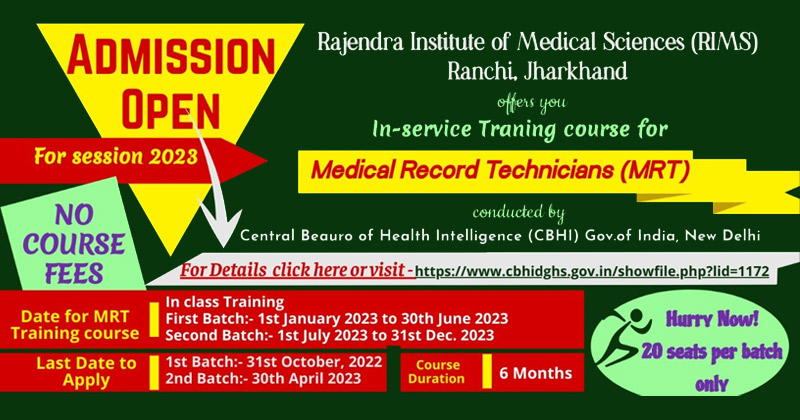 ADMISSION
OPEN
For session 2023
NO
COURSE
FEES
Rajendra Institute of Medical Sciences (RIMS)
Ranchi, Jharkhand
offers you
In-service Traning course for
Medical Record Technicians (MRT)
conducted by
Central Beauro of Health Intelligence (CBHI) Gov.of India, New Delhi
For Details click here or visit - https://www.cbhidghs.gov.in/showfile.php?lid=1172
Date for MRT
Training course
In class Training
First Batch:- 1st January 2023 to 30th June 2023
Second Batch:- 1st July 2023 to 31st Dec. 2023
Last Date to
Apply
1st Batch:- 31st October, 2022
2nd Batch:- 30th April 2023
Course
Duration
6 Months
Hurry Now!
20 seats per batch
only